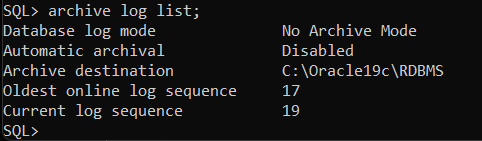 SQL> archive log list;
Database log mode              No Archive Mode
Automatic archival             Disabled
Archive destination            C:\Oracle19c\RDBMS
Oldest online log sequence     17
Current log sequence           19
SQL>